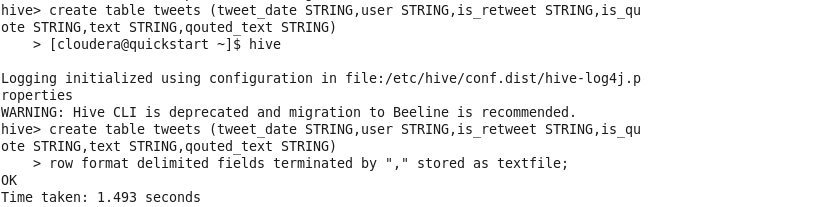 hive> create table tweets (tweet_date STRING,user STRING,is_retweet STRING,is_qu
ote STRING,text STRING,qouted_text STRING)
    > [cloudera@quickstart ~]$ hive

Logging initialized using configuration in file:/etc/hive/conf.dist/hive-log4j.p
roperties
WARNING: Hive CLI is deprecated and migration to Beeline is recommended.
hive> create table tweets (tweet_date STRING,user STRING,is_retweet STRING,is_qu
ote STRING,text STRING,qouted_text STRING)
    > row format delimited fields terminated by "," stored as textfile;
OK
Time taken: 1.493 seconds